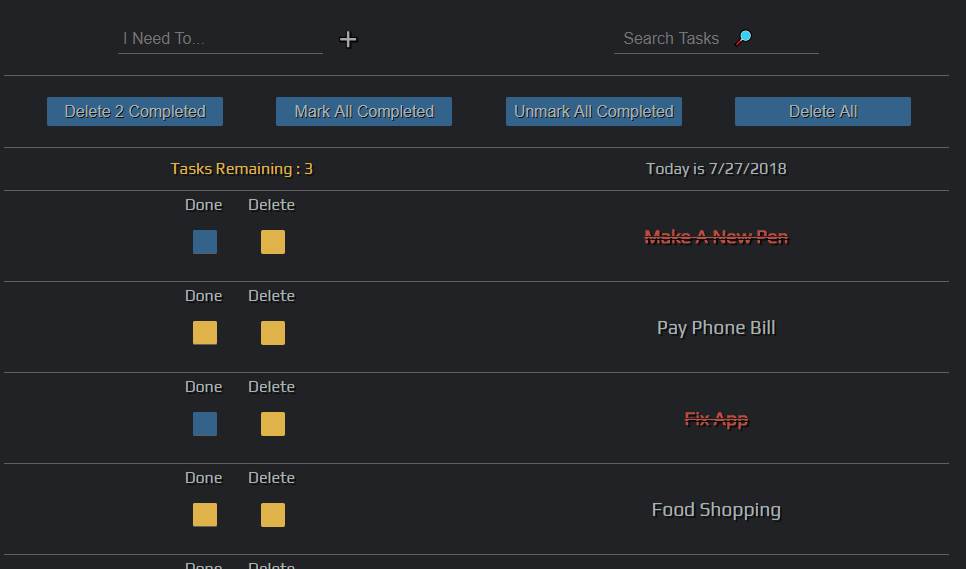 I Need To...
Search Tasks
Delete 2 Completed Mark All Completed Unmark All Completed Delete All
Tasks Remaining : 3 Today is 7/27/2018
Done Delete
Make A New Pen
Done Delete
Pay Phone Bill
Done Delete
Fix App
Done Delete
Food Shopping
Done Delete